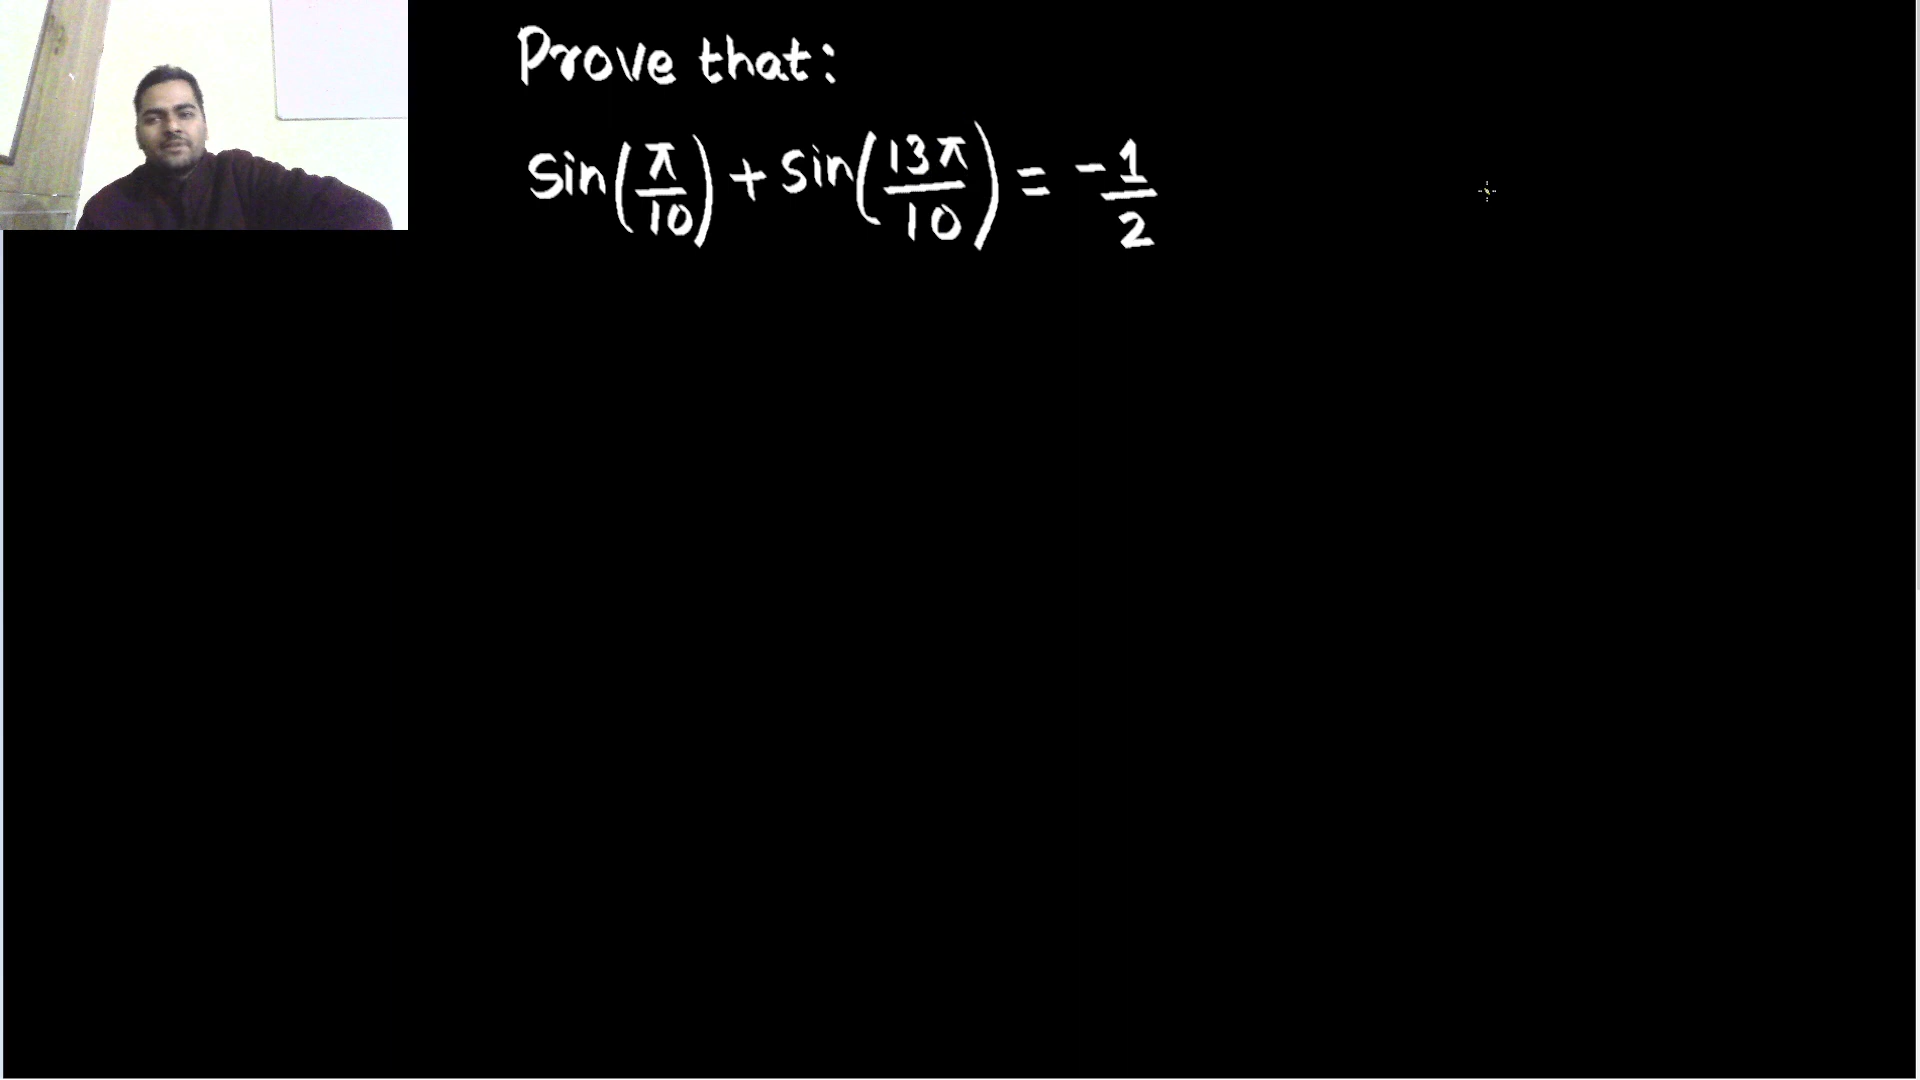 Prove that:
sin(π/10) + sin(13π/10) = -1/2